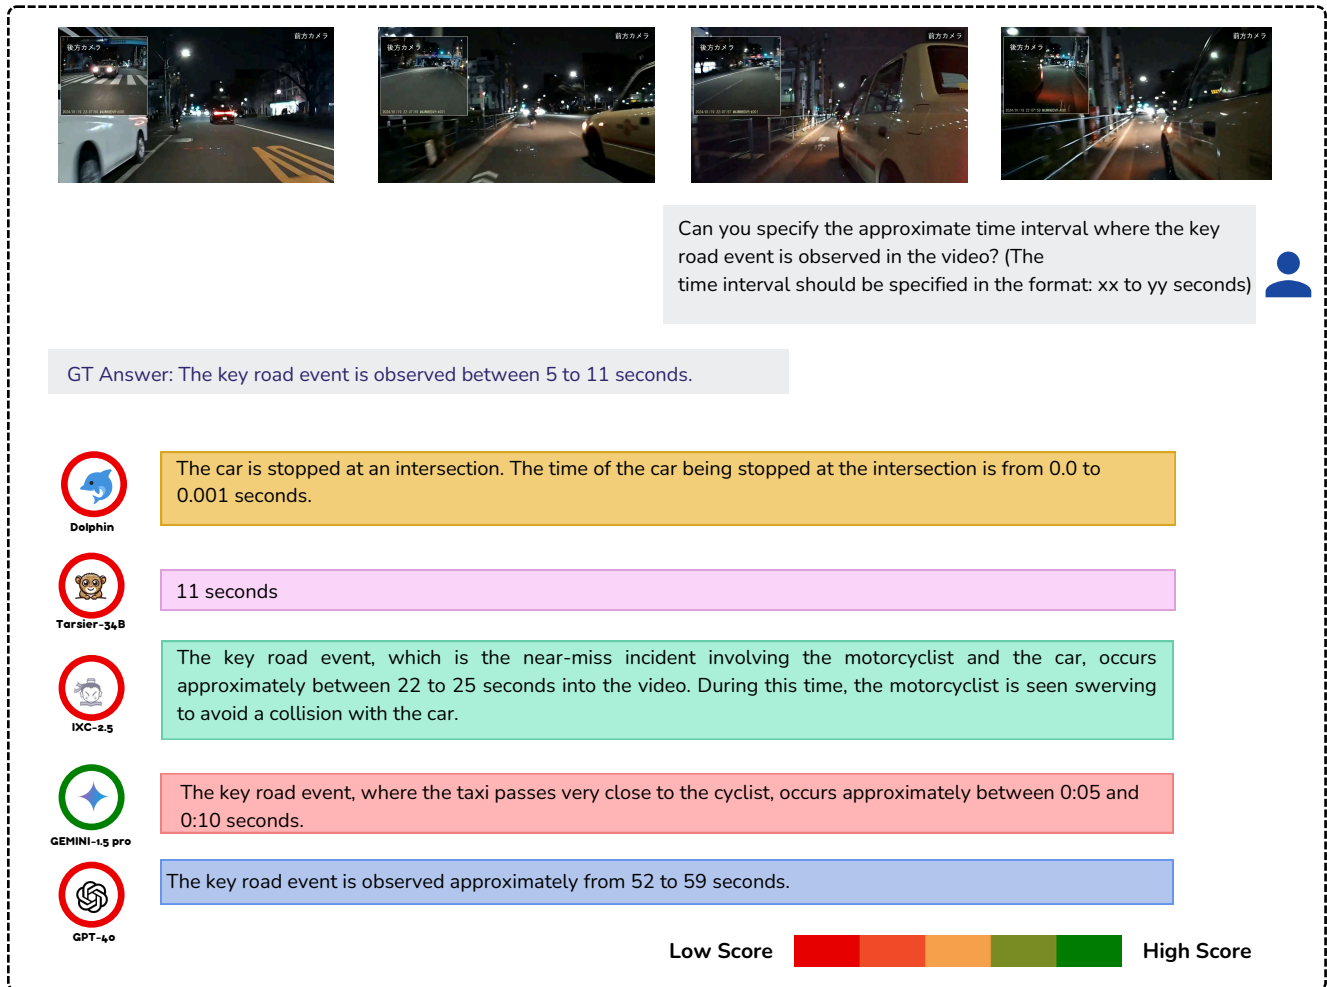 後方カメラ
前方カメラ
後方カメラ
前方カメラ
後方カメラ
前方カメラ
後方カメラ
前方カメラ
Can you specify the approximate time interval where the key
road event is observed in the video? (The
time interval should be specified in the format: xx to yy seconds)
GT Answer: The key road event is observed between 5 to 11 seconds.
The car is stopped at an intersection. The time of the car being stopped at the intersection is from 0.0 to
0.001 seconds.
Dolphin
11 seconds
Tarsier-34B
The key road event, which is the near-miss incident involving the motorcyclist and the car, occurs
approximately between 22 to 25 seconds into the video. During this time, the motorcyclist is seen swerving
to avoid a collision with the car.
IXC-2.5
The key road event, where the taxi passes very close to the cyclist, occurs approximately between 0:05 and
0:10 seconds.
GEMINI-1.5 pro
The key road event is observed approximately from 52 to 59 seconds.
GPT-4o
Low Score
High Score